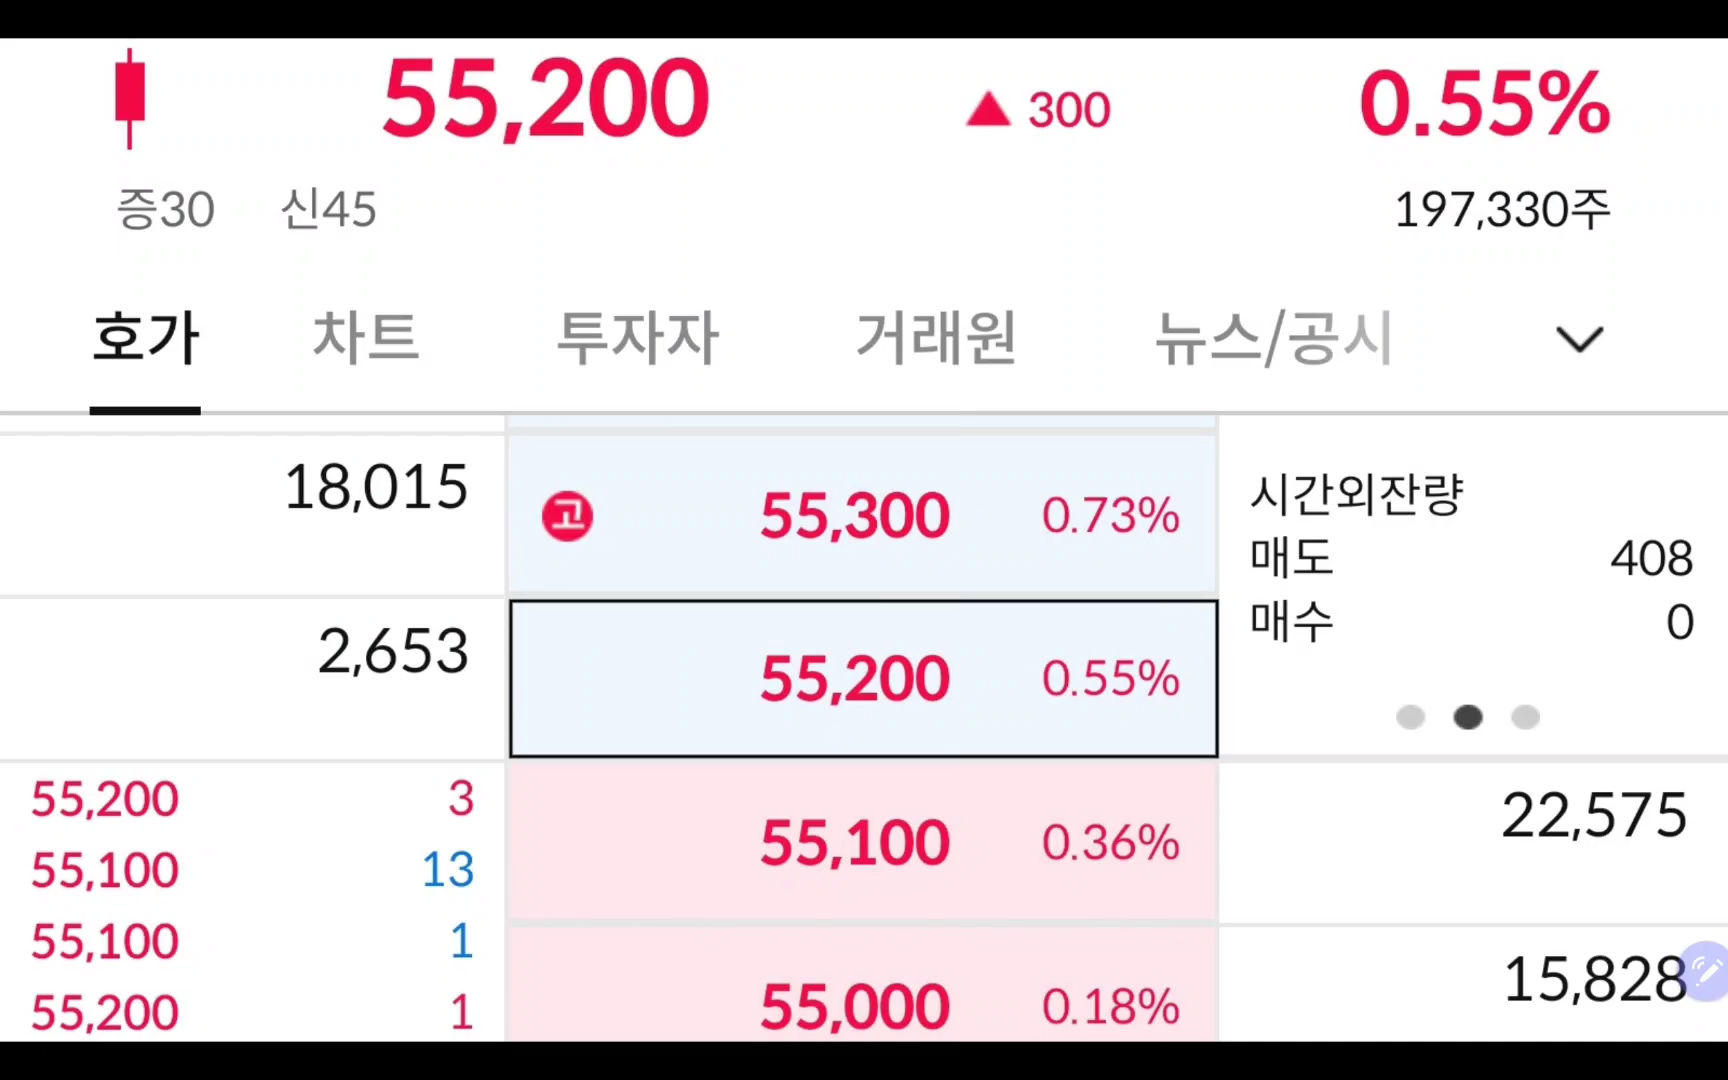 55,200 ▲ 300 0.55%
증30 신45 197,330주
호가 차트 투자자 거래원 뉴스/공시
18,015 고 55,300 0.73%
시간외잔량
매도 408
매수 0
2,653 55,200 0.55%
55,200 3
55,100 13
55,100 1
55,200 1
55,100 0.36% 22,575
55,000 0.18% 15,828